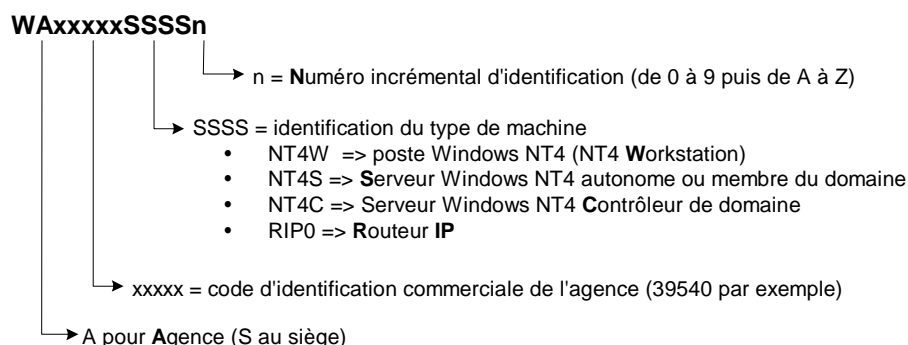 WAxxxxxSSSSn
n = Numéro incrémental d'identification (de 0 à 9 puis de A à Z)
SSSS = identification du type de machine
• NT4W => poste Windows NT4 (NT4 Workstation)
• NT4S => Serveur Windows NT4 autonome ou membre du domaine
• NT4C => Serveur Windows NT4 Contrôleur de domaine
• RIP0 => Routeur IP
xxxxx = code d'identification commerciale de l'agence (39540 par exemple)
A pour Agence (S au siège)